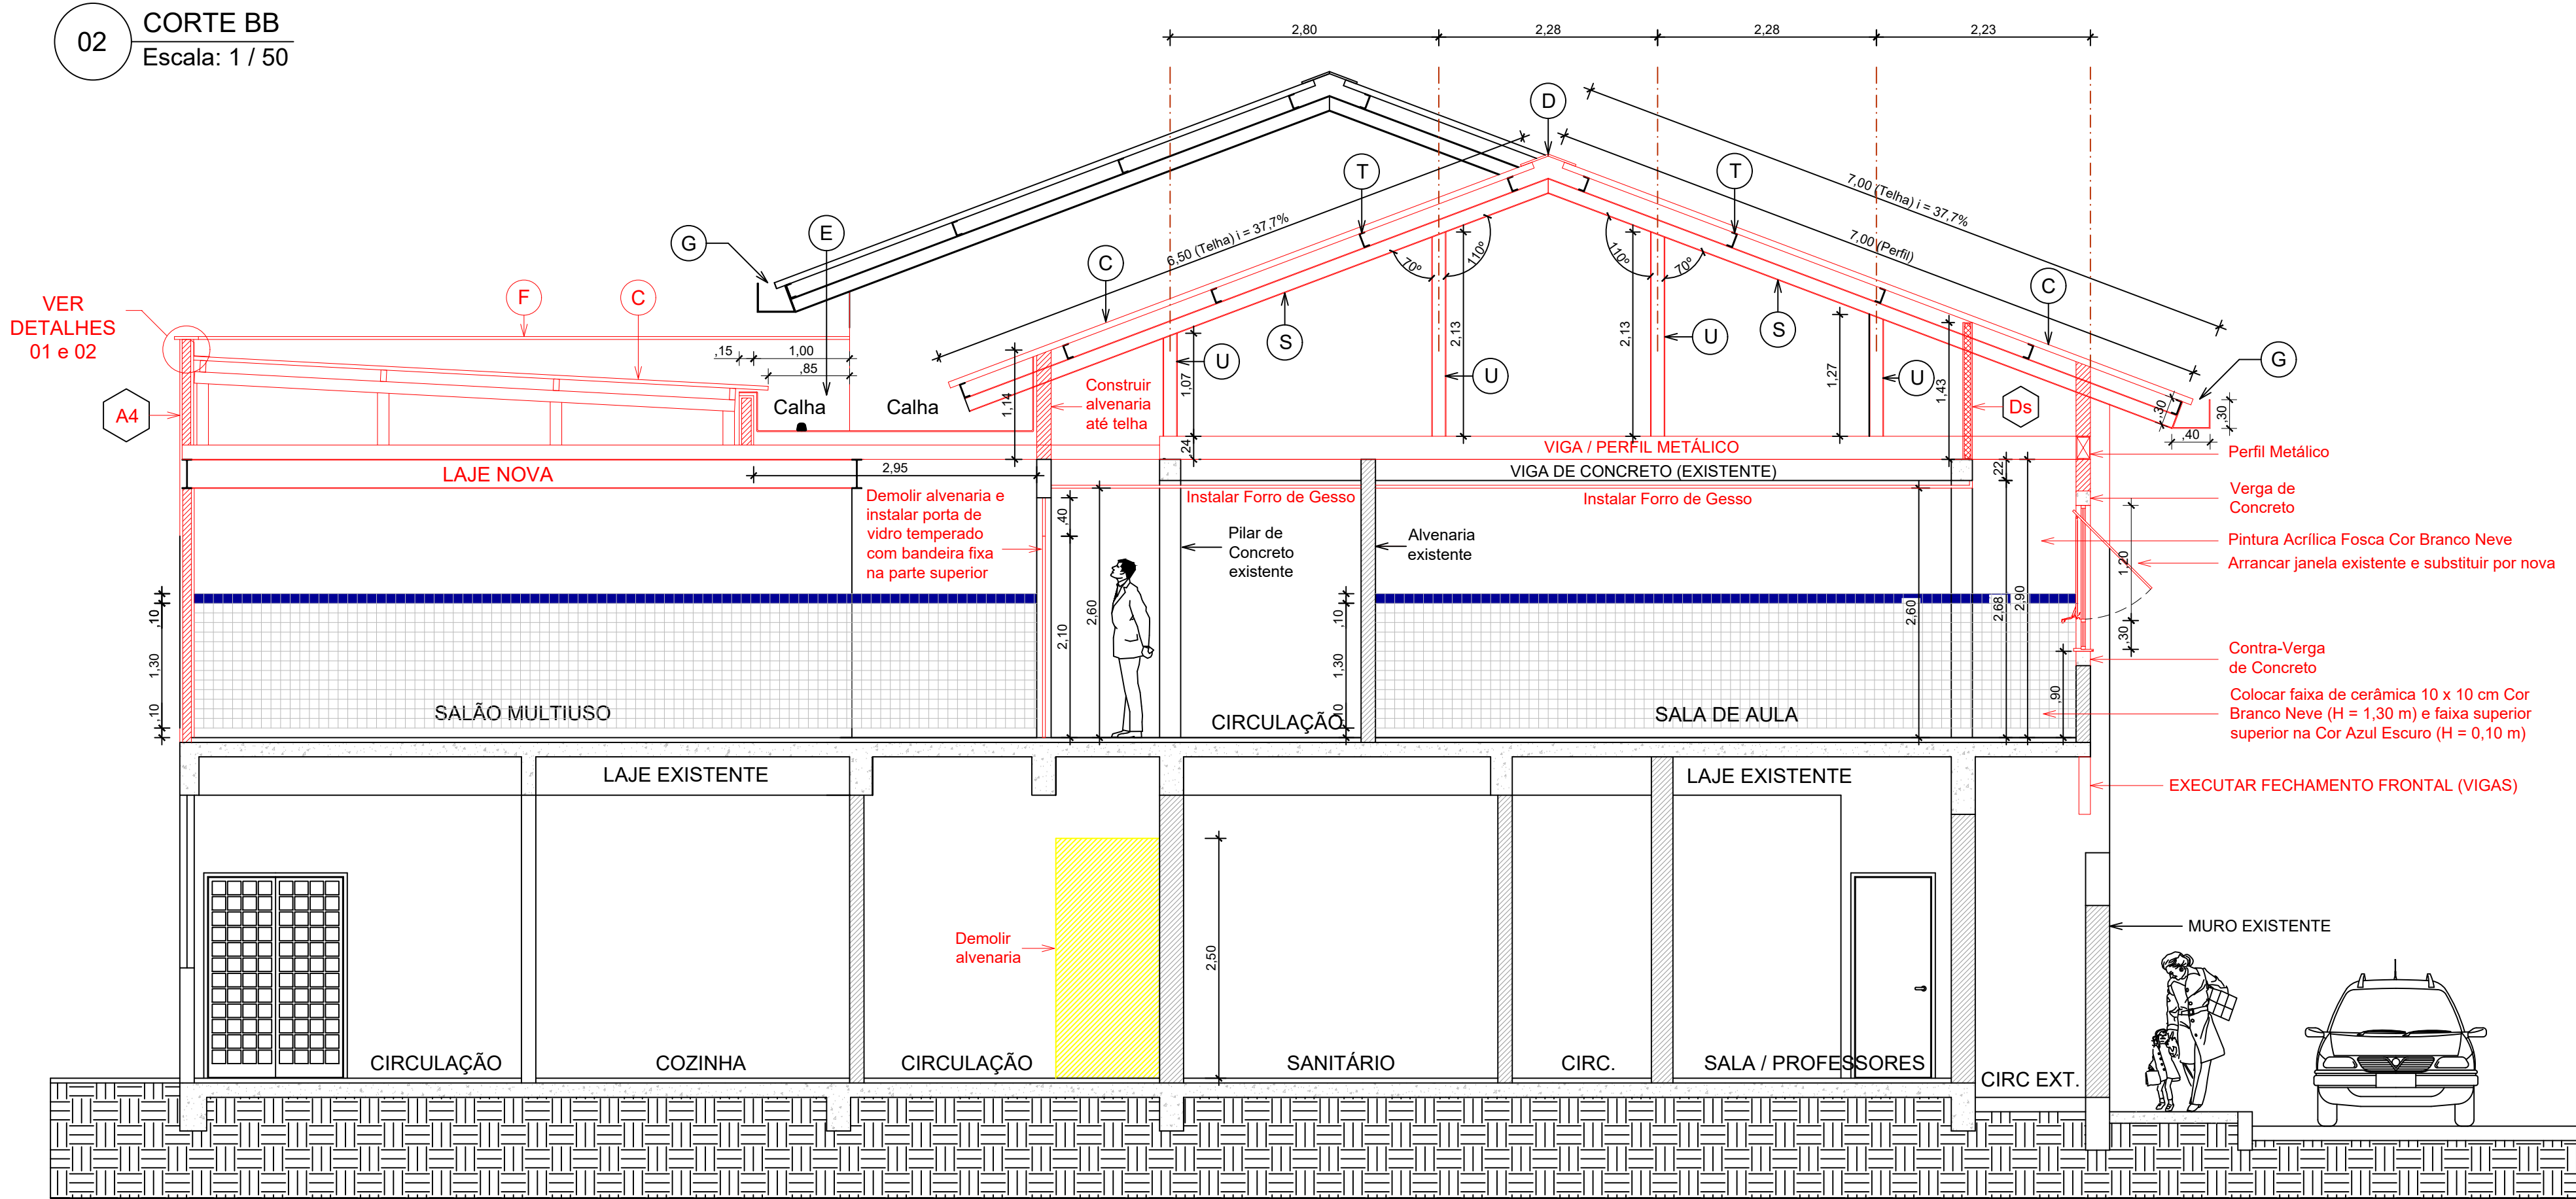 02
CORTE BB
Escala: 1 / 50
2,80
2,28
2,28
2,23
D
T
T
7,00 (Telha) i = 37,7%
7,00 (Perfil)
6,50 (Telha) i = 37,7%
G
E
C
C
F
C
VER
DETALHES
01 e 02
A4
,15
1,00
,85
Calha
Calha
1,14
Construir
alvenaria
até telha
1,07
24
U
S
70º
110º
2,13
U
110º
70º
2,13
U
S
1,27
U
1,43
Ds
G
,30
,30
,40
VIGA / PERFIL METÁLICO
VIGA DE CONCRETO (EXISTENTE)
Perfil Metálico
LAJE NOVA
2,95
Demolir alvenaria e
instalar porta de
vidro temperado
com bandeira fixa
na parte superior
,40
2,10
2,60
Instalar Forro de Gesso
Instalar Forro de Gesso
Pilar de
Concreto
existente
Alvenaria
existente
,22
2,60
2,68
2,90
Verga de
Concreto
Pintura Acrílica Fosca Cor Branco Neve
1,20
Arrancar janela existente e substituir por nova
,30
,90
Contra-Verga
de Concreto
Colocar faixa de cerâmica 10 x 10 cm Cor
Branco Neve (H = 1,30 m) e faixa superior
superior na Cor Azul Escuro (H = 0,10 m)
,10
1,30
,10
,10
1,30
,10
SALÃO MULTIUSO
CIRCULAÇÃO
SALA DE AULA
LAJE EXISTENTE
LAJE EXISTENTE
EXECUTAR FECHAMENTO FRONTAL (VIGAS)
Demolir
alvenaria
2,50
MURO EXISTENTE
CIRCULAÇÃO
COZINHA
CIRCULAÇÃO
SANITÁRIO
CIRC.
SALA / PROFESSORES
CIRC EXT.